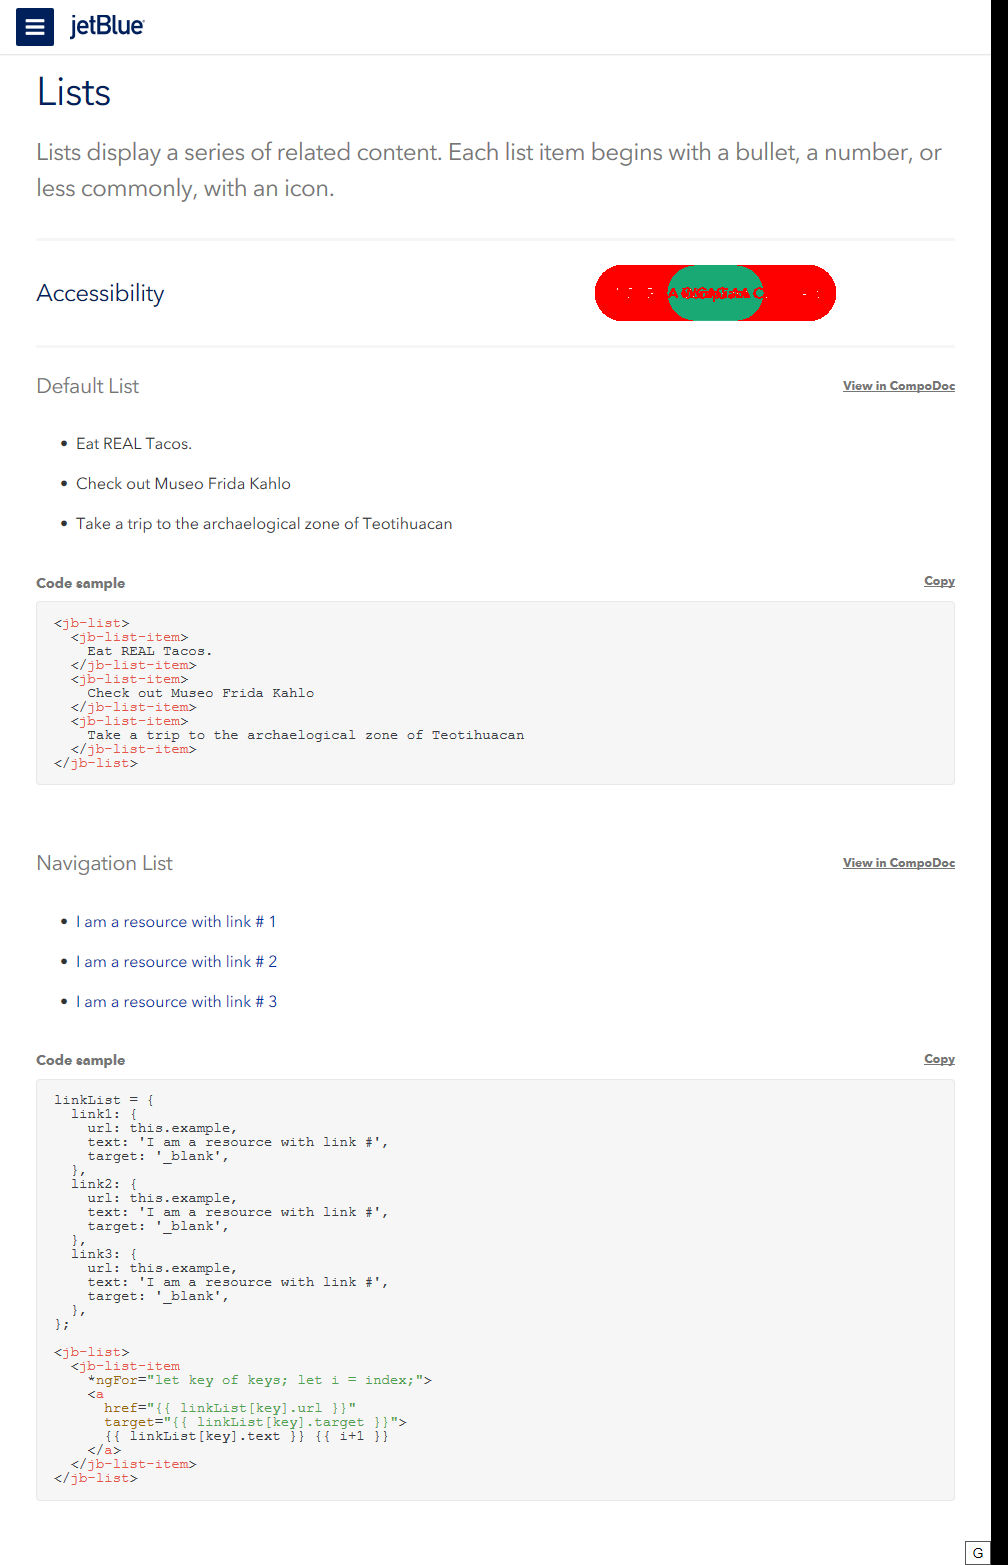 jetBlue
Lists
Lists display a series of related content. Each list item begins with a bullet, a number, or
less commonly, with an icon.
Accessibility
Default List
View in CompoDoc
• Eat REAL Tacos.
• Check out Museo Frida Kahlo
• Take a trip to the archaelogical zone of Teotihuacan
Code sample
Copy
<jb-list>
  <jb-list-item>
    Eat REAL Tacos.
  </jb-list-item>
  <jb-list-item>
    Check out Museo Frida Kahlo
  </jb-list-item>
  <jb-list-item>
    Take a trip to the archaelogical zone of Teotihuacan
  </jb-list-item>
</jb-list>
Navigation List
View in CompoDoc
• I am a resource with link # 1
• I am a resource with link # 2
• I am a resource with link # 3
Code sample
Copy
linkList = {
  link1: {
    url: this.example,
    text: 'I am a resource with link #',
    target: '_blank',
  },
  link2: {
    url: this.example,
    text: 'I am a resource with link #',
    target: '_blank',
  },
  link3: {
    url: this.example,
    text: 'I am a resource with link #',
    target: '_blank',
  },
};
<jb-list>
  <jb-list-item
    *ngFor="let key of keys; let i = index;">
    <a
      href="{{ linkList[key].url }}"
      target="{{ linkList[key].target }}">
      {{ linkList[key].text }} {{ i+1 }}
    </a>
  </jb-list-item>
</jb-list>
G